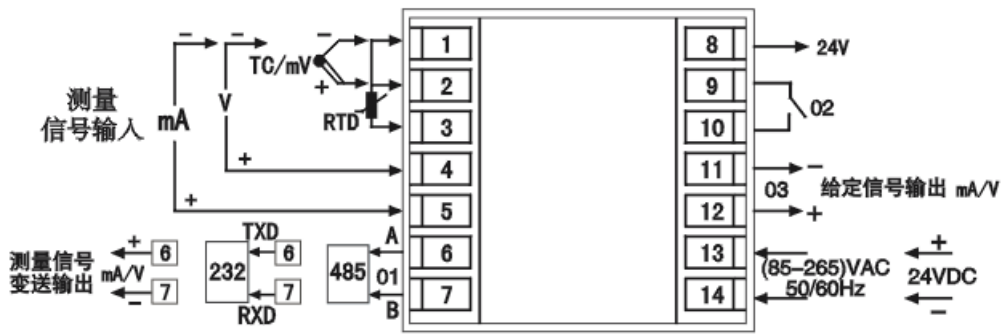 测量
信号输入
mA
V
TC/mV
RTD
− − −
+
+
+
1
2
3
4
5
6
7
8
9
10
11
12
13
14
24V
02
−
03 给定信号输出 mA/V
+
(85-265)VAC
50/60Hz
+
24VDC
−
测量信号
变送输出
+
mA/V
−
6
7
232
TXD
6
7
RXD
485
A
01
B